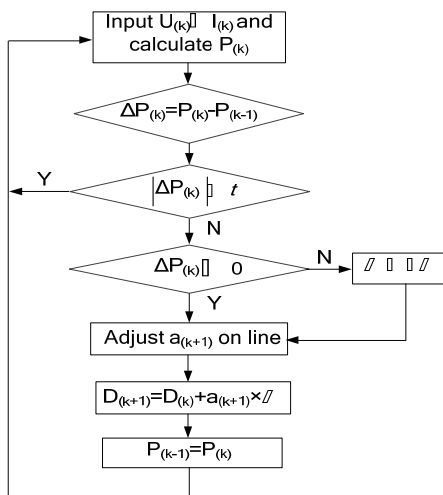 Input U(k)▯ I(k) and
calculate P(k)
ΔP(k)=P(k)-P(k-1)
Y
|ΔP(k)|▯ t
N
ΔP(k)▯ 0
N
▯ ▯ ▯▯
Y
Adjust a(k+1) on line
D(k+1)=D(k)+a(k+1)×▯
P(k-1)=P(k)